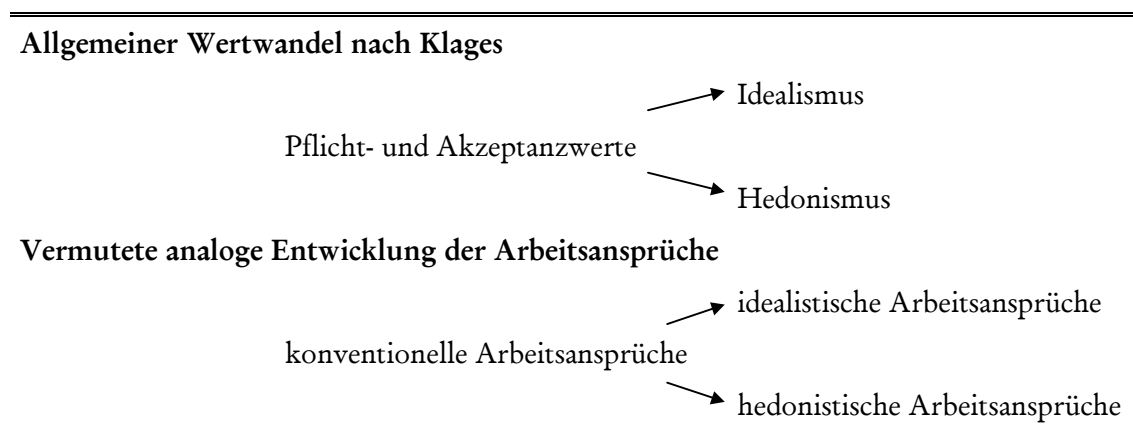 Allgemeiner Wertwandel nach Klages
Idealismus
Pflicht- und Akzeptanzwerte
Hedonismus
Vermutete analoge Entwicklung der Arbeitsansprüche
idealistische Arbeitsansprüche
konventionelle Arbeitsansprüche
hedonistische Arbeitsansprüche